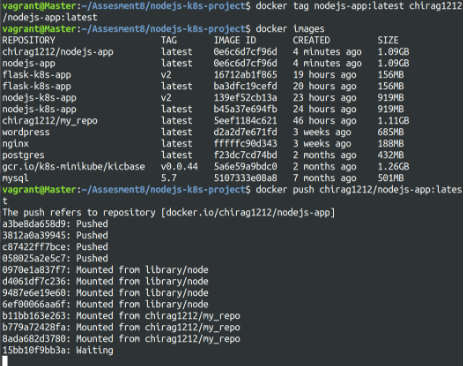 vagrant@Master:~/Assesment8/nodejs-k8s-project$ docker tag nodejs-app:latest chirag1212
/nodejs-app:latest
vagrant@Master:~/Assesment8/nodejs-k8s-project$ docker images
REPOSITORY TAG IMAGE ID CREATED SIZE
chirag1212/nodejs-app latest 0e6c6d7cf96d 4 minutes ago 1.09GB
nodejs-app latest 0e6c6d7cf96d 4 minutes ago 1.09GB
flask-k8s-app v2 16712ab1f865 19 hours ago 156MB
flask-k8s-app latest ba3dfc19cefd 20 hours ago 156MB
nodejs-k8s-app v2 139ef52cb13a 23 hours ago 919MB
nodejs-k8s-app latest b45a37e694fb 24 hours ago 919MB
chirag1212/my_repo latest 5eef1184c621 46 hours ago 1.11GB
wordpress latest d2a2d7e671fd 3 weeks ago 685MB
nginx latest fffffc90d343 3 weeks ago 188MB
postgres latest f23dc7cd74bd 2 months ago 432MB
gcr.io/k8s-minikube/kicbase v0.0.44 5a6e59a9bdc0 2 months ago 1.26GB
mysql 5.7 5107333e08a8 7 months ago 501MB
vagrant@Master:~/Assesment8/nodejs-k8s-project$ docker push chirag1212/nodejs-app:lates
t
The push refers to repository [docker.io/chirag1212/nodejs-app]
a3be8da658d9: Pushed
3812a0a39945: Pushed
c87422ff7bce: Pushed
058025a2e5c7: Pushed
0970e1a837f7: Mounted from library/node
d4061df7c236: Mounted from library/node
9487e6e19e60: Mounted from library/node
6ef00066a6f: Mounted from library/node
b11bb163e263: Mounted from chirag1212/my_repo
b779a72428fa: Mounted from chirag1212/my_repo
8ada682d3780: Mounted from chirag1212/my_repo
15bb10f9bb3a: Waiting